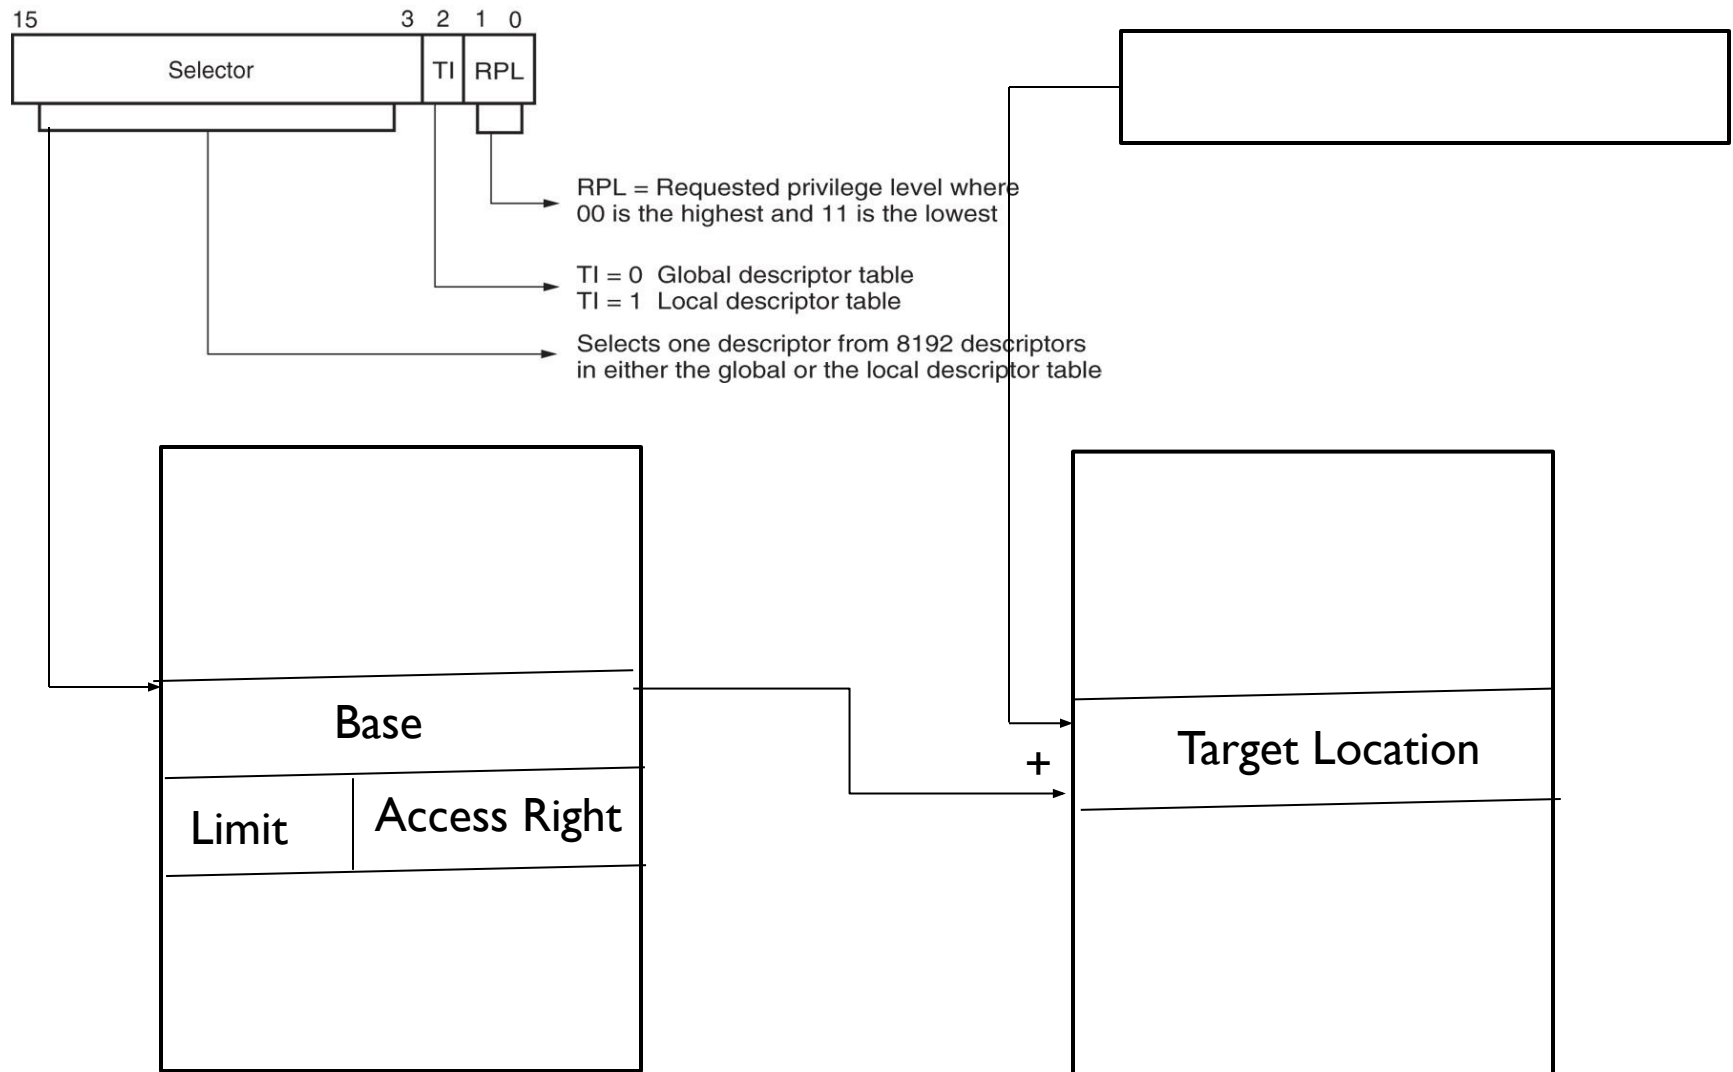 15 3 2 1 0
Selector TI RPL
RPL = Requested privilege level where
00 is the highest and 11 is the lowest
TI = 0 Global descriptor table
TI = 1 Local descriptor table
Selects one descriptor from 8192 descriptors
in either the global or the local descriptor table
Base
Limit
Access Right
+
Target Location